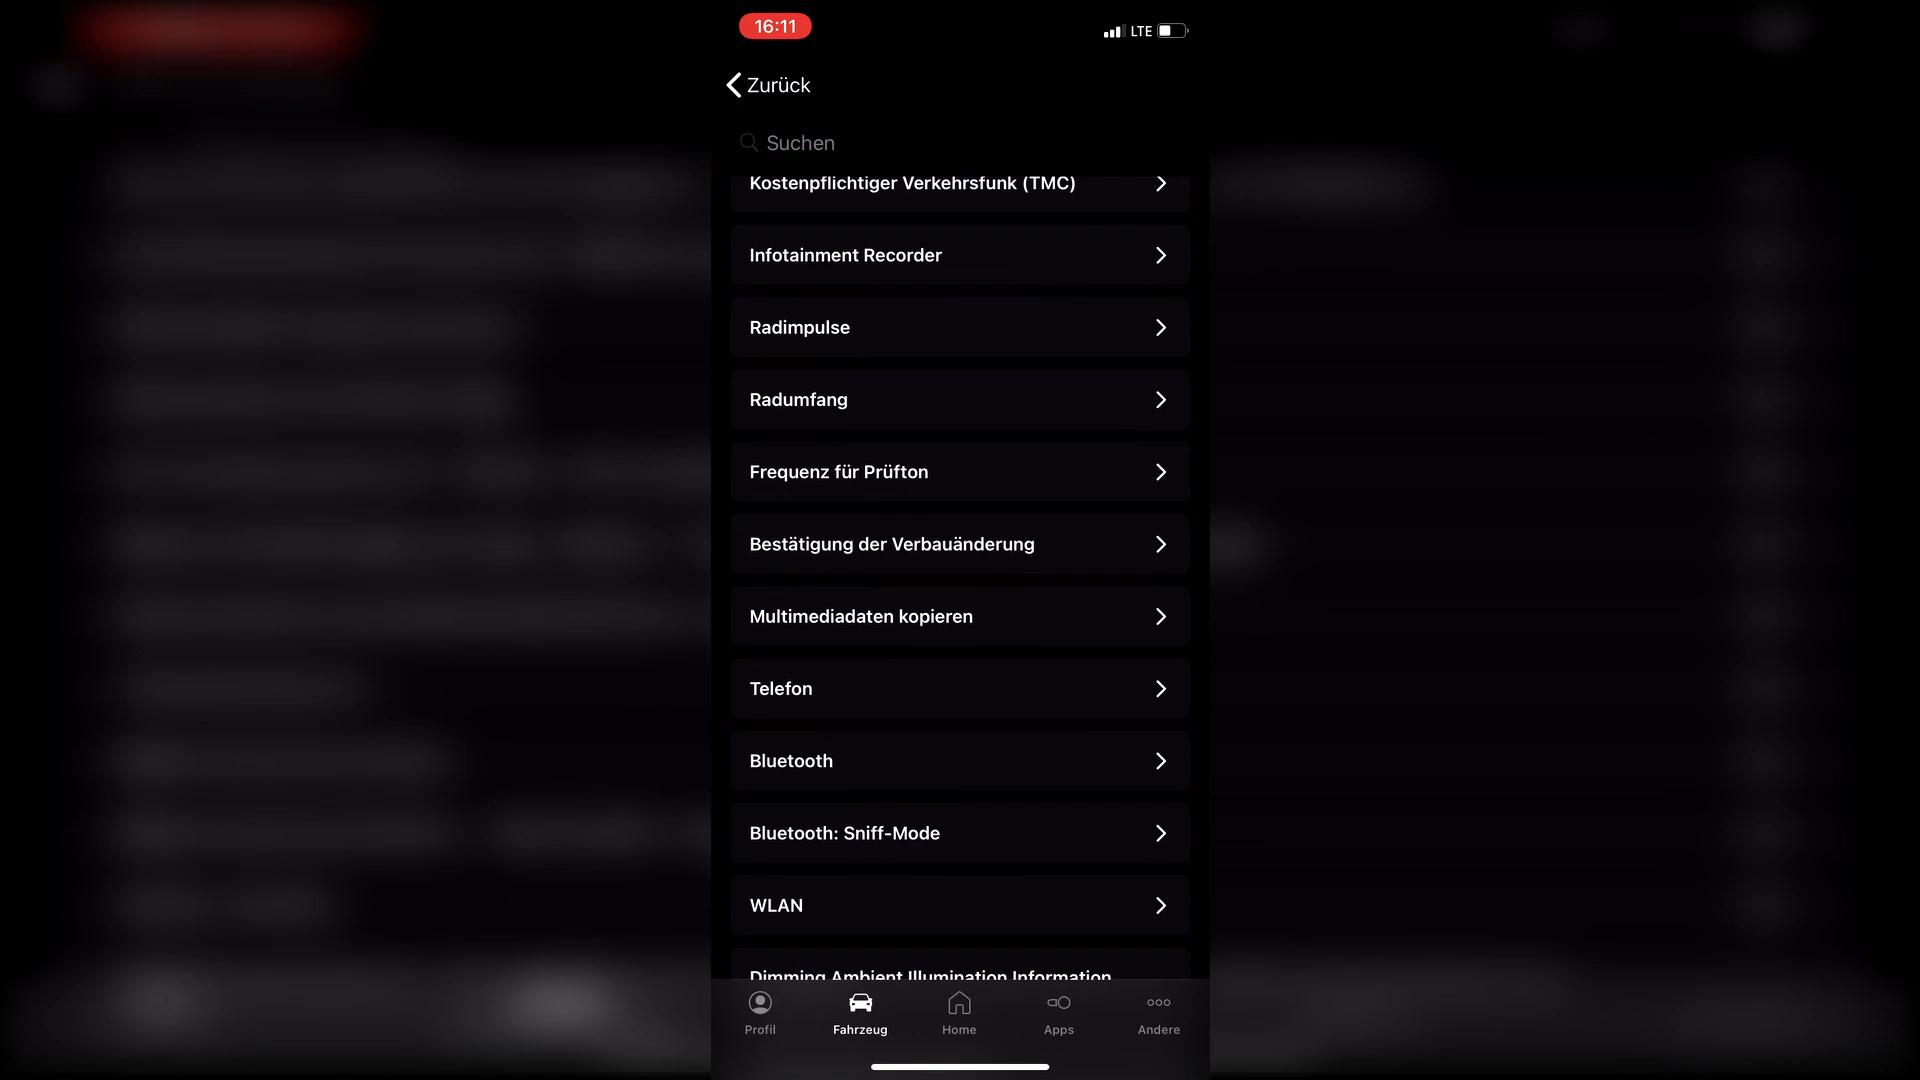 16:11
LTE
Zurück
Suchen
Kostenpflichtiger Verkehrsfunk (TMC)
Infotainment Recorder
Radimpulse
Radumfang
Frequenz für Prüfton
Bestätigung der Verbauänderung
Multimediadaten kopieren
Telefon
Bluetooth
Bluetooth: Sniff-Mode
WLAN
Dimming Ambient Illumination Information
Profil
Fahrzeug
Home
Apps
Andere